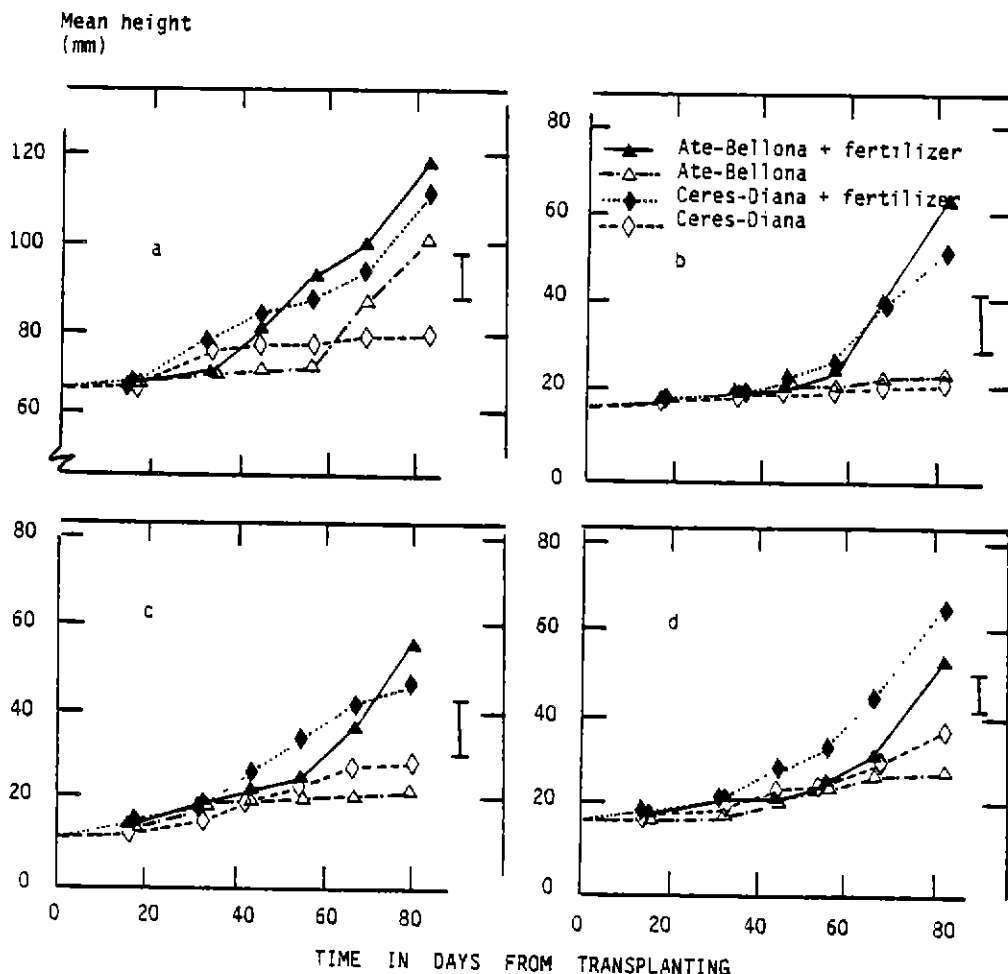 Mean height
(mm)
120
100
80
60
a
80
60
40
20
0
Ate-Bellona + fertilizer
Ate-Bellona
Ceres-Diana + fertilizer
Ceres-Diana
b
80
60
40
20
0
c
0 20 40 60 80
80
60
40
20
0
d
0 20 40 60 80
TIME IN DAYS FROM TRANSPLANTING